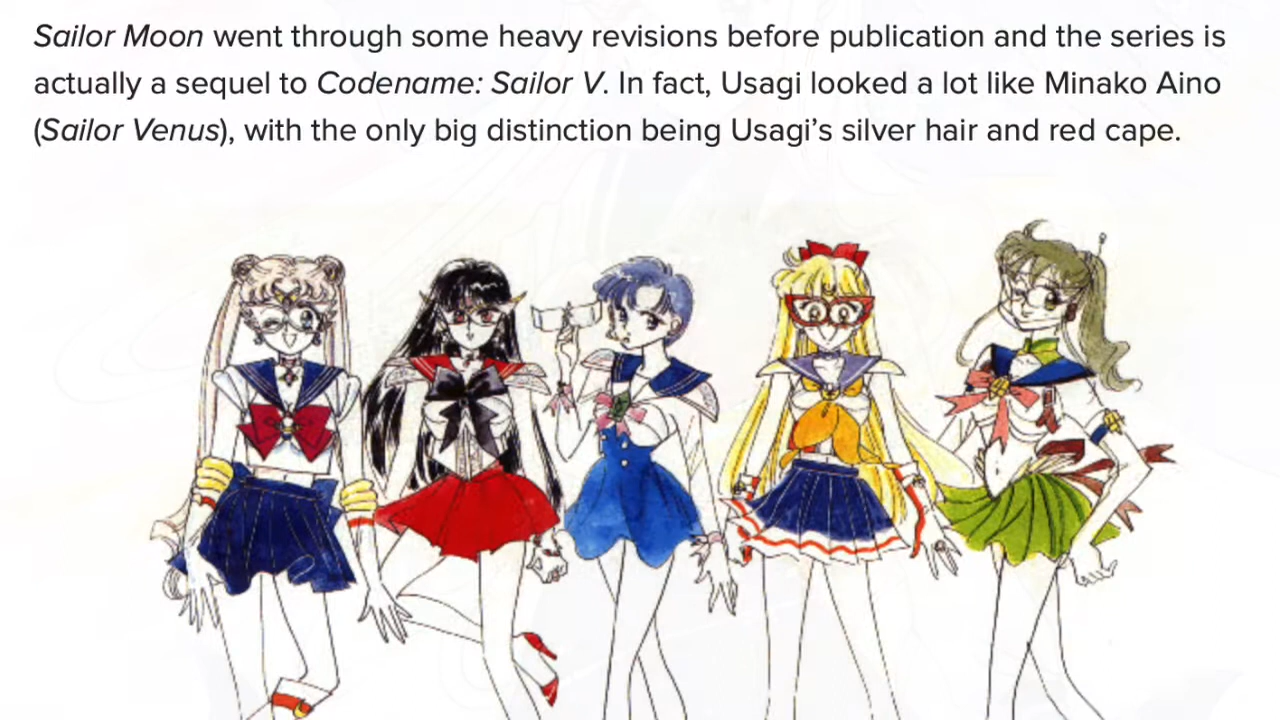 Sailor Moon went through some heavy revisions before publication and the series is
actually a sequel to Codename: Sailor V. In fact, Usagi looked a lot like Minako Aino
(Sailor Venus), with the only big distinction being Usagi’s silver hair and red cape.